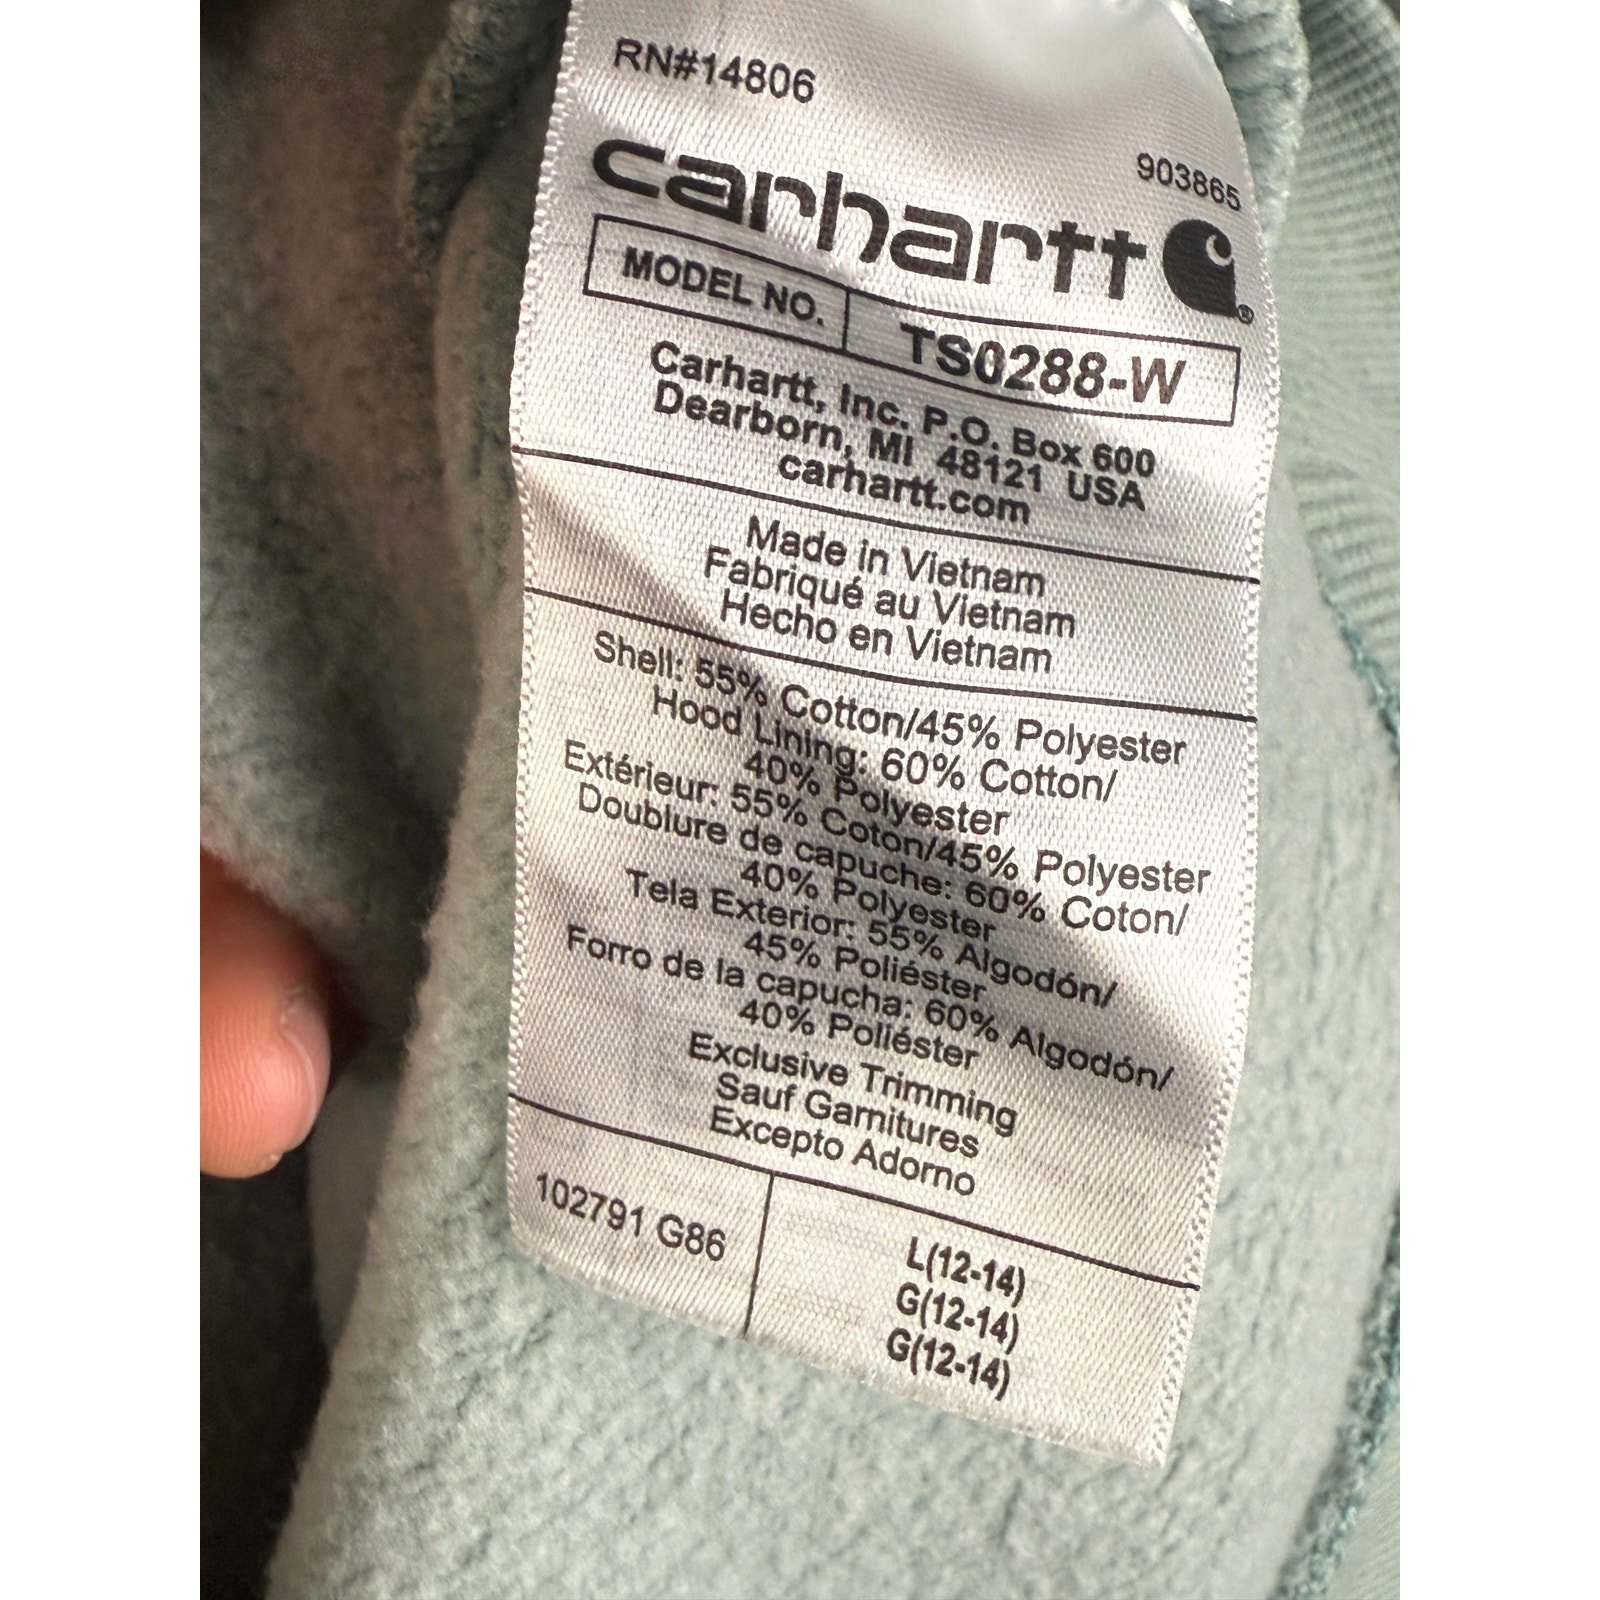 RN#14806
903865
carhartt
MODEL NO. TS0288-W
Carhartt, Inc. P.O. Box 600
Dearborn, MI 48121 USA
carhartt.com
Made in Vietnam
Fabriqué au Vietnam
Hecho en Vietnam
Shell: 55% Cotton/45% Polyester
Hood Lining: 60% Cotton/
40% Polyester
Extérieur: 55% Coton/45% Polyester
Doublure de capuche: 60% Coton/
40% Polyester
Tela Exterior: 55% Algodón/
45% Poliéster
Forro de la capucha: 60% Algodón/
40% Poliéster
Exclusive Trimming
Sauf Garnitures
Excepto Adorno
102791 G86
L(12-14)
G(12-14)
G(12-14)